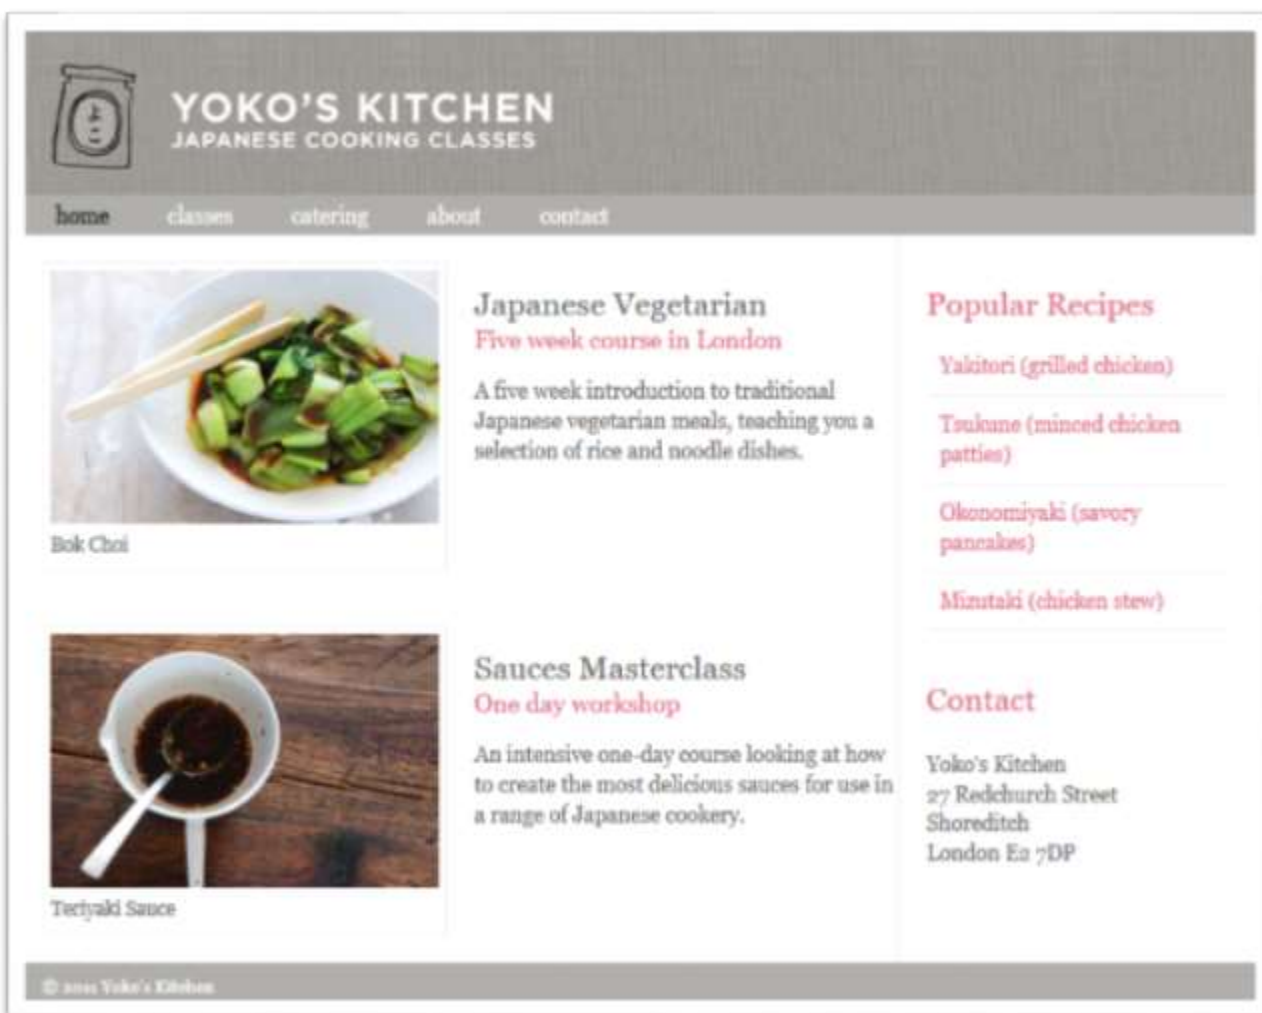 よ
こ
YOKO'S KITCHEN
JAPANESE COOKING CLASSES
home classes catering about contact
Bok Choi
Japanese Vegetarian
Five week course in London
A five week introduction to traditional
Japanese vegetarian meals, teaching you a
selection of rice and noodle dishes.
Teriyaki Sauce
Sauces Masterclass
One day workshop
An intensive one-day course looking at how
to create the most delicious sauces for use in
a range of Japanese cookery.
Popular Recipes
Yakitori (grilled chicken)
Tsukune (minced chicken
patties)
Okonomiyaki (savory
pancakes)
Mizutaki (chicken stew)
Contact
Yoko's Kitchen
27 Redchurch Street
Shoreditch
London E2 7DP
© 2011 Yoko's Kitchen